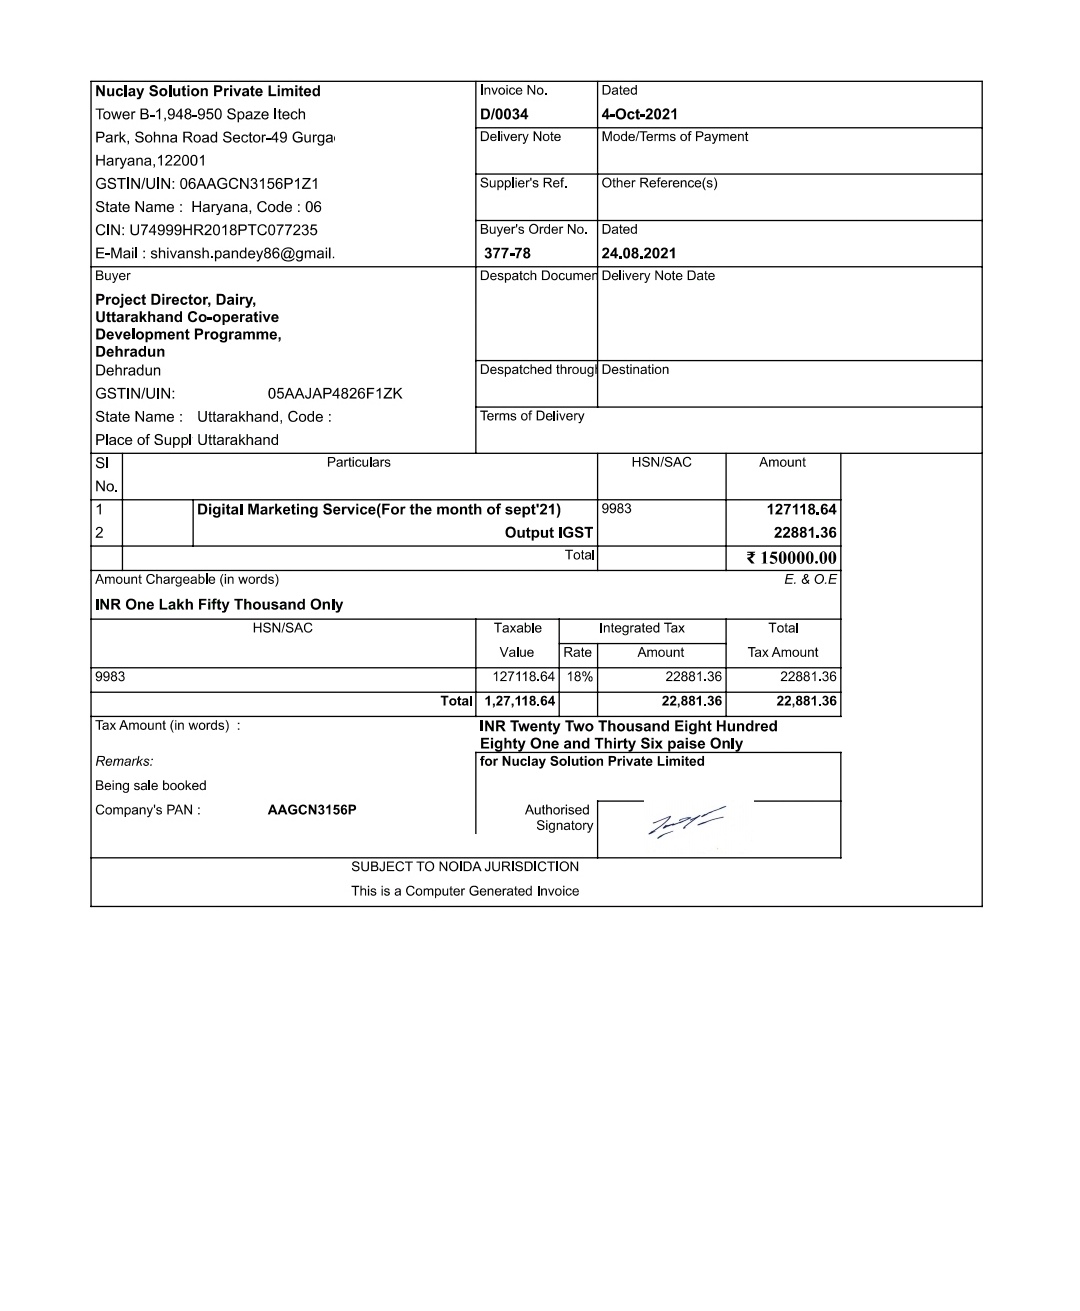 Nuclay Solution Private Limited
Tower B-1,948-950 Spaze Itech
Park, Sohna Road Sector-49 Gurga
Haryana,122001
GSTIN/UIN: 06AAGCN3156P1Z1
State Name : Haryana, Code : 06
CIN: U74999HR2018PTC077235
E-Mail : shivansh.pandey86@gmail.
Invoice No. Dated
D/0034 4-Oct-2021
Delivery Note Mode/Terms of Payment
Supplier's Ref. Other Reference(s)
Buyer's Order No. Dated
377-78 24.08.2021
Buyer
Project Director, Dairy,
Uttarakhand Co-operative
Development Programme,
Dehradun
Dehradun
GSTIN/UIN: 05AAJAP4826F1ZK
State Name : Uttarakhand, Code :
Place of Suppl Uttarakhand
Despatch Documen Delivery Note Date
Despatched throug Destination
Terms of Delivery
Sl No. Particulars HSN/SAC Amount
1 Digital Marketing Service(For the month of sept'21) 9983 127118.64
2 Output IGST 22881.36
Total ₹ 150000.00
Amount Chargeable (in words) E. & O.E
INR One Lakh Fifty Thousand Only
HSN/SAC Taxable Integrated Tax Total
Value Rate Amount Tax Amount
9983 127118.64 18% 22881.36 22881.36
Total 1,27,118.64 22,881.36 22,881.36
Tax Amount (in words) : INR Twenty Two Thousand Eight Hundred
Eighty One and Thirty Six paise Only
Remarks: for Nuclay Solution Private Limited
Being sale booked
Company's PAN : AAGCN3156P Authorised
Signatory
SUBJECT TO NOIDA JURISDICTION
This is a Computer Generated Invoice